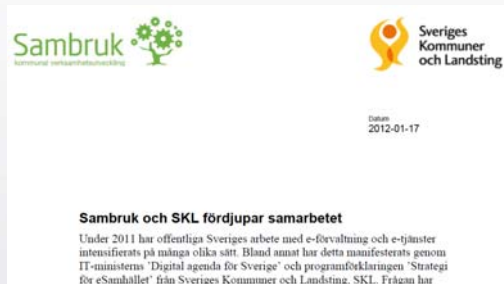 Sambruk
kommunal verksamhetsutveckling
Sveriges
Kommuner
och Landsting
Datum
2012-01-17
Sambruk och SKL fördjupar samarbetet
Under 2011 har offentliga Sveriges arbete med e-förvaltning och e-tjänster
intensifierats på många olika sätt. Bland annat har detta manifesterats genom
IT-ministerns 'Digital agenda för Sverige' och programförklaringen 'Strategi
för eSamhället' från Sveriges Kommuner och Landsting, SKL. Frågan har